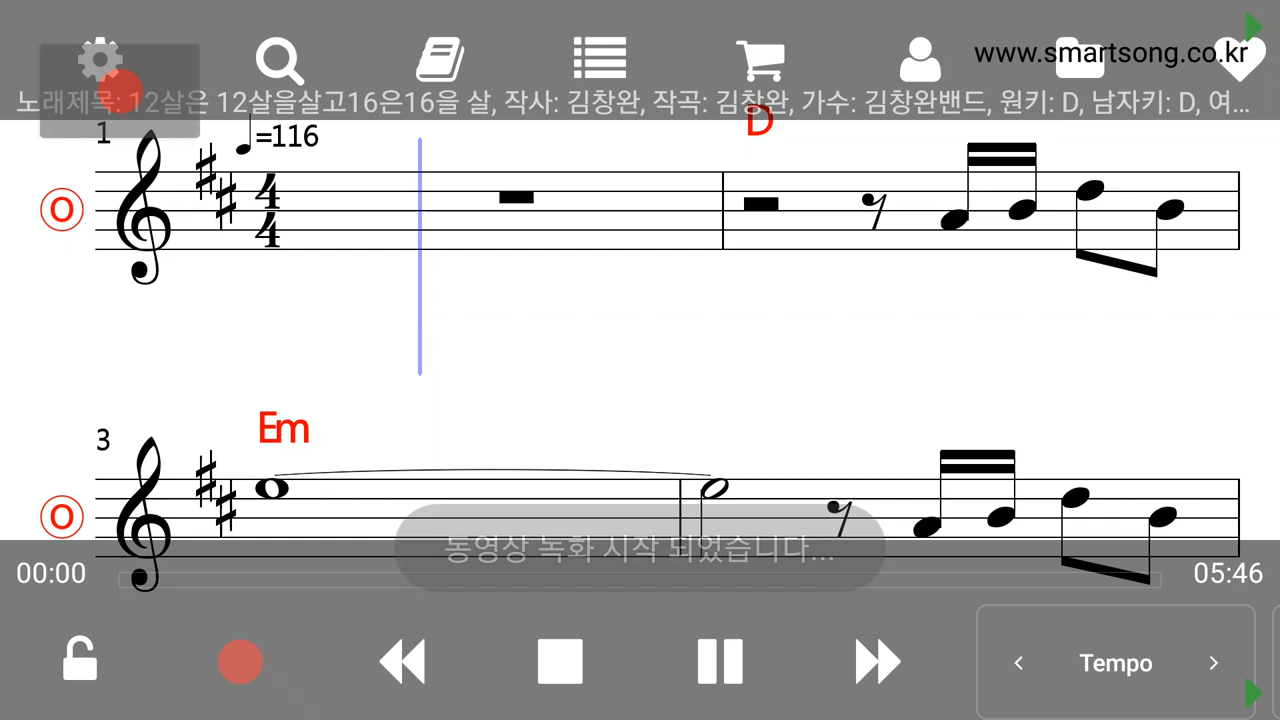 www.smartsong.co.kr
노래제목: 12살은 12살을살고16은16을 살, 작사: 김창완, 작곡: 김창완, 가수: 김창완밴드, 원키: D, 남자키: D, 여...
1
=116
D
4
4
O
Em
3
O
동영상 녹화 시작 되었습니다...
00:00
05:46
< Tempo >